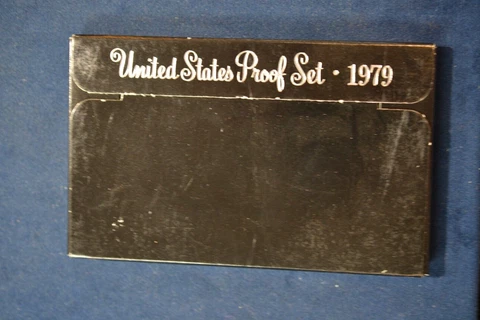 United States Proof Set · 1979